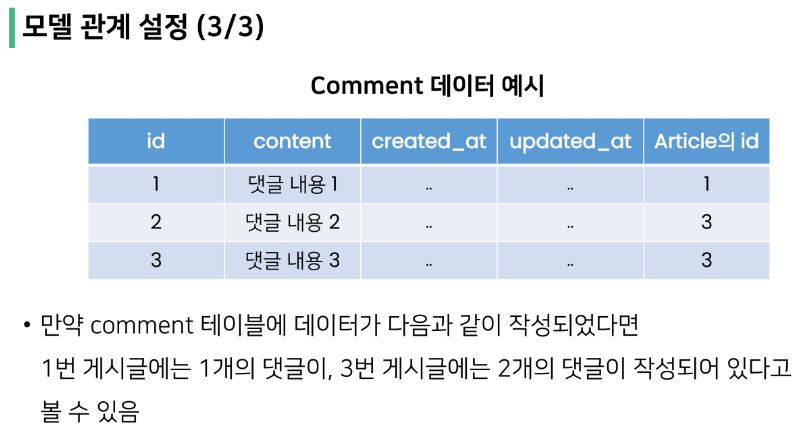 모델 관계 설정 (3/3)
Comment 데이터 예시
id content created_at updated_at Article의 id
1 댓글 내용 1 .. .. 1
2 댓글 내용 2 .. .. 3
3 댓글 내용 3 .. .. 3
• 만약 comment 테이블에 데이터가 다음과 같이 작성되었다면
1번 게시글에는 1개의 댓글이, 3번 게시글에는 2개의 댓글이 작성되어 있다고
볼 수 있음